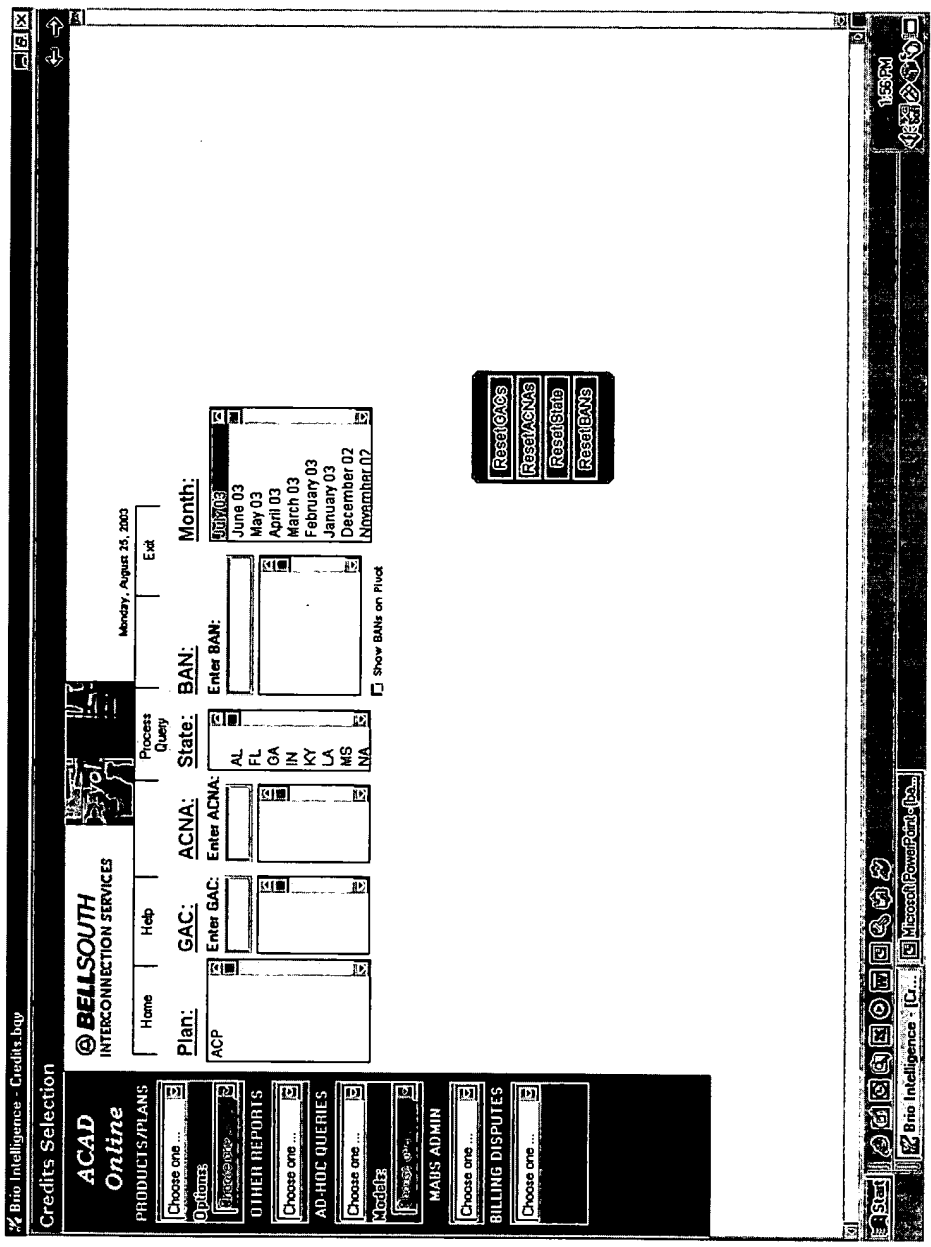 Brio Intelligence - Credits.bqy
Credits Selection
ACAD
Online
PRODUCTS/PLANS
Choose one ...
Options:
Choose one ...
OTHER REPORTS
Choose one ...
AD-HOC QUERIES
Choose one ...
Models:
MABS ADMIN
Choose one ...
BILLING DISPUTES
Choose one ...
BELLSOUTH
INTERCONNECTION SERVICES
Monday, August 25, 2003
Home
Help
Process
Query
Exit
Plan:
ACP
GAC:
Enter GAC:
ACNA:
Enter ACNA:
State:
AL
FL
GA
IN
KY
LA
MS
NA
BAN:
Enter BAN:
Show BANs on Pivot
Month:
July 03
June 03
May 03
April 03
March 03
February 03
January 03
December 02
November 02
Reset GACs
Reset ACNAs
Reset State
Reset BANs
Start
Brio Intelligence - [Cr...
Microsoft PowerPoint - [ba...
1:56 PM